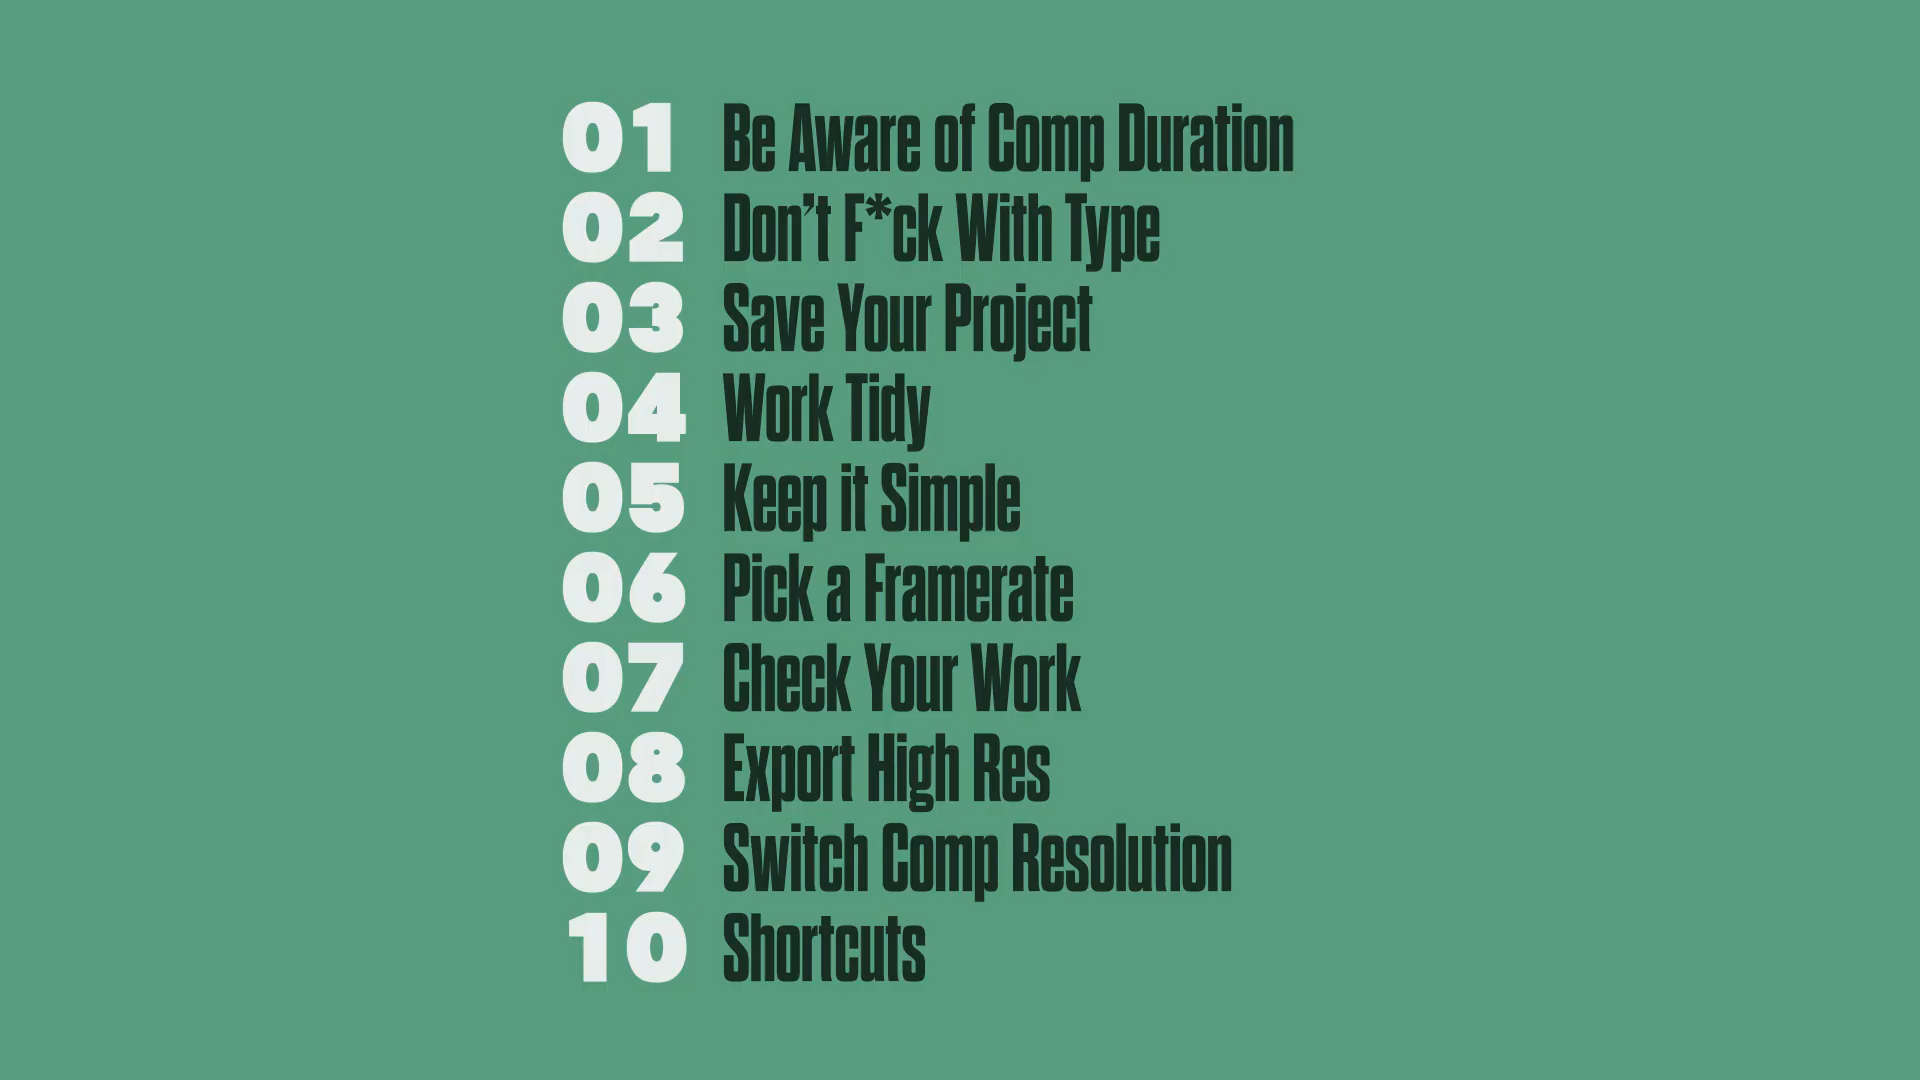 01 Be Aware of Comp Duration
02 Don't F*ck With Type
03 Save Your Project
04 Work Tidy
05 Keep it Simple
06 Pick a Framerate
07 Check Your Work
08 Export High Res
09 Switch Comp Resolution
10 Shortcuts